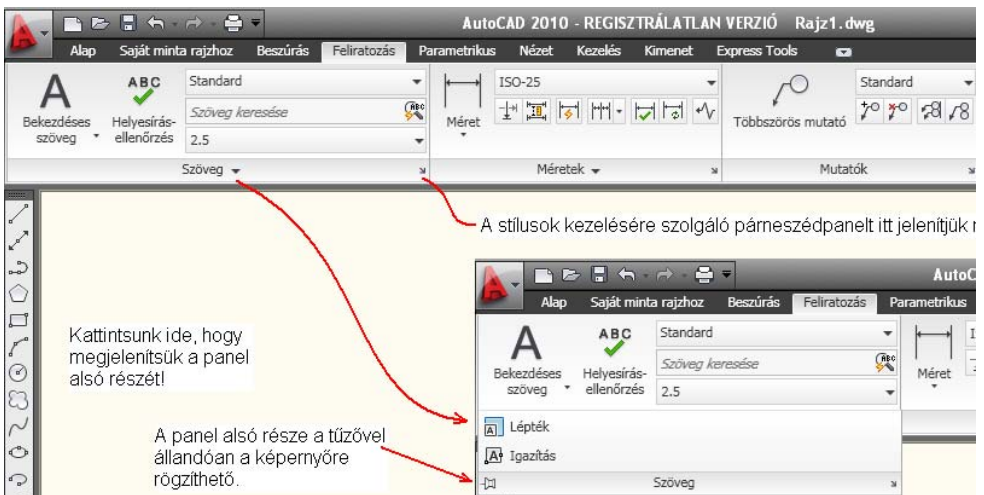 AutoCAD 2010 - REGISZTRÁLATLAN VERZIÓ Rajz1.dwg
Alap Saját minta rajzhoz Beszúrás Feliratozás Parametrikus Nézet Kezelés Kimenet Express Tools
A
Bekezdéses
szöveg
ABC
Helyesírás-
ellenőrzés
Standard
Szöveg keresése
ABC
2.5
Szöveg
Méret
ISO-25
Méretek
Többszörös mutató
Standard
Mutatók
A stílusok kezelésére szolgáló párneszédpanelt itt jelenítjük
Kattintsunk ide, hogy
megjelenítsük a panel
alsó részét!
A panel alsó része a tűzővel
állandóan a képernyőre
rögzíthető.
AutoC
Alap Saját minta rajzhoz Beszúrás Feliratozás Parametrikus
A
Bekezdéses
szöveg
ABC
Helyesírás-
ellenőrzés
Standard
Szöveg keresése
ABC
2.5
Méret
A Lépték
A Igazítás
Szöveg